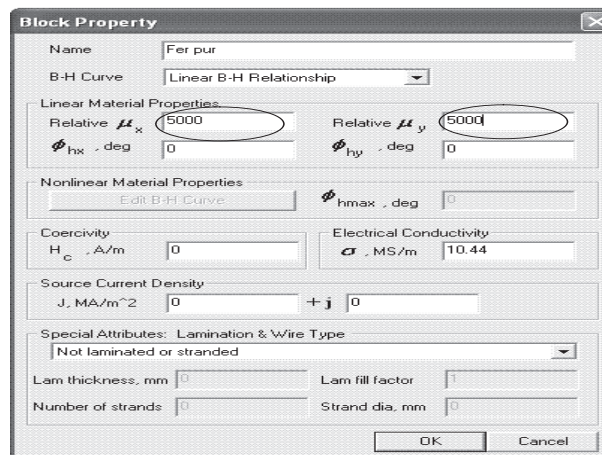 Block Property
Name Fer pur
B-H Curve Linear B-H Relationship
Linear Material Properties
Relative μx 5000 Relative μy 5000
ϕhx , deg 0 ϕhy , deg 0
Nonlinear Material Properties
Edit B-H Curve ϕhmax , deg 0
Coercivity Electrical Conductivity
Hc , A/m 0 σ , MS/m 10.44
Source Current Density
J, MA/m^2 0 + j 0
Special Attributes: Lamination & Wire Type
Not laminated or stranded
Lam thickness, mm 0 Lam fill factor 1
Number of strands 0 Strand dia, mm 0
OK Cancel